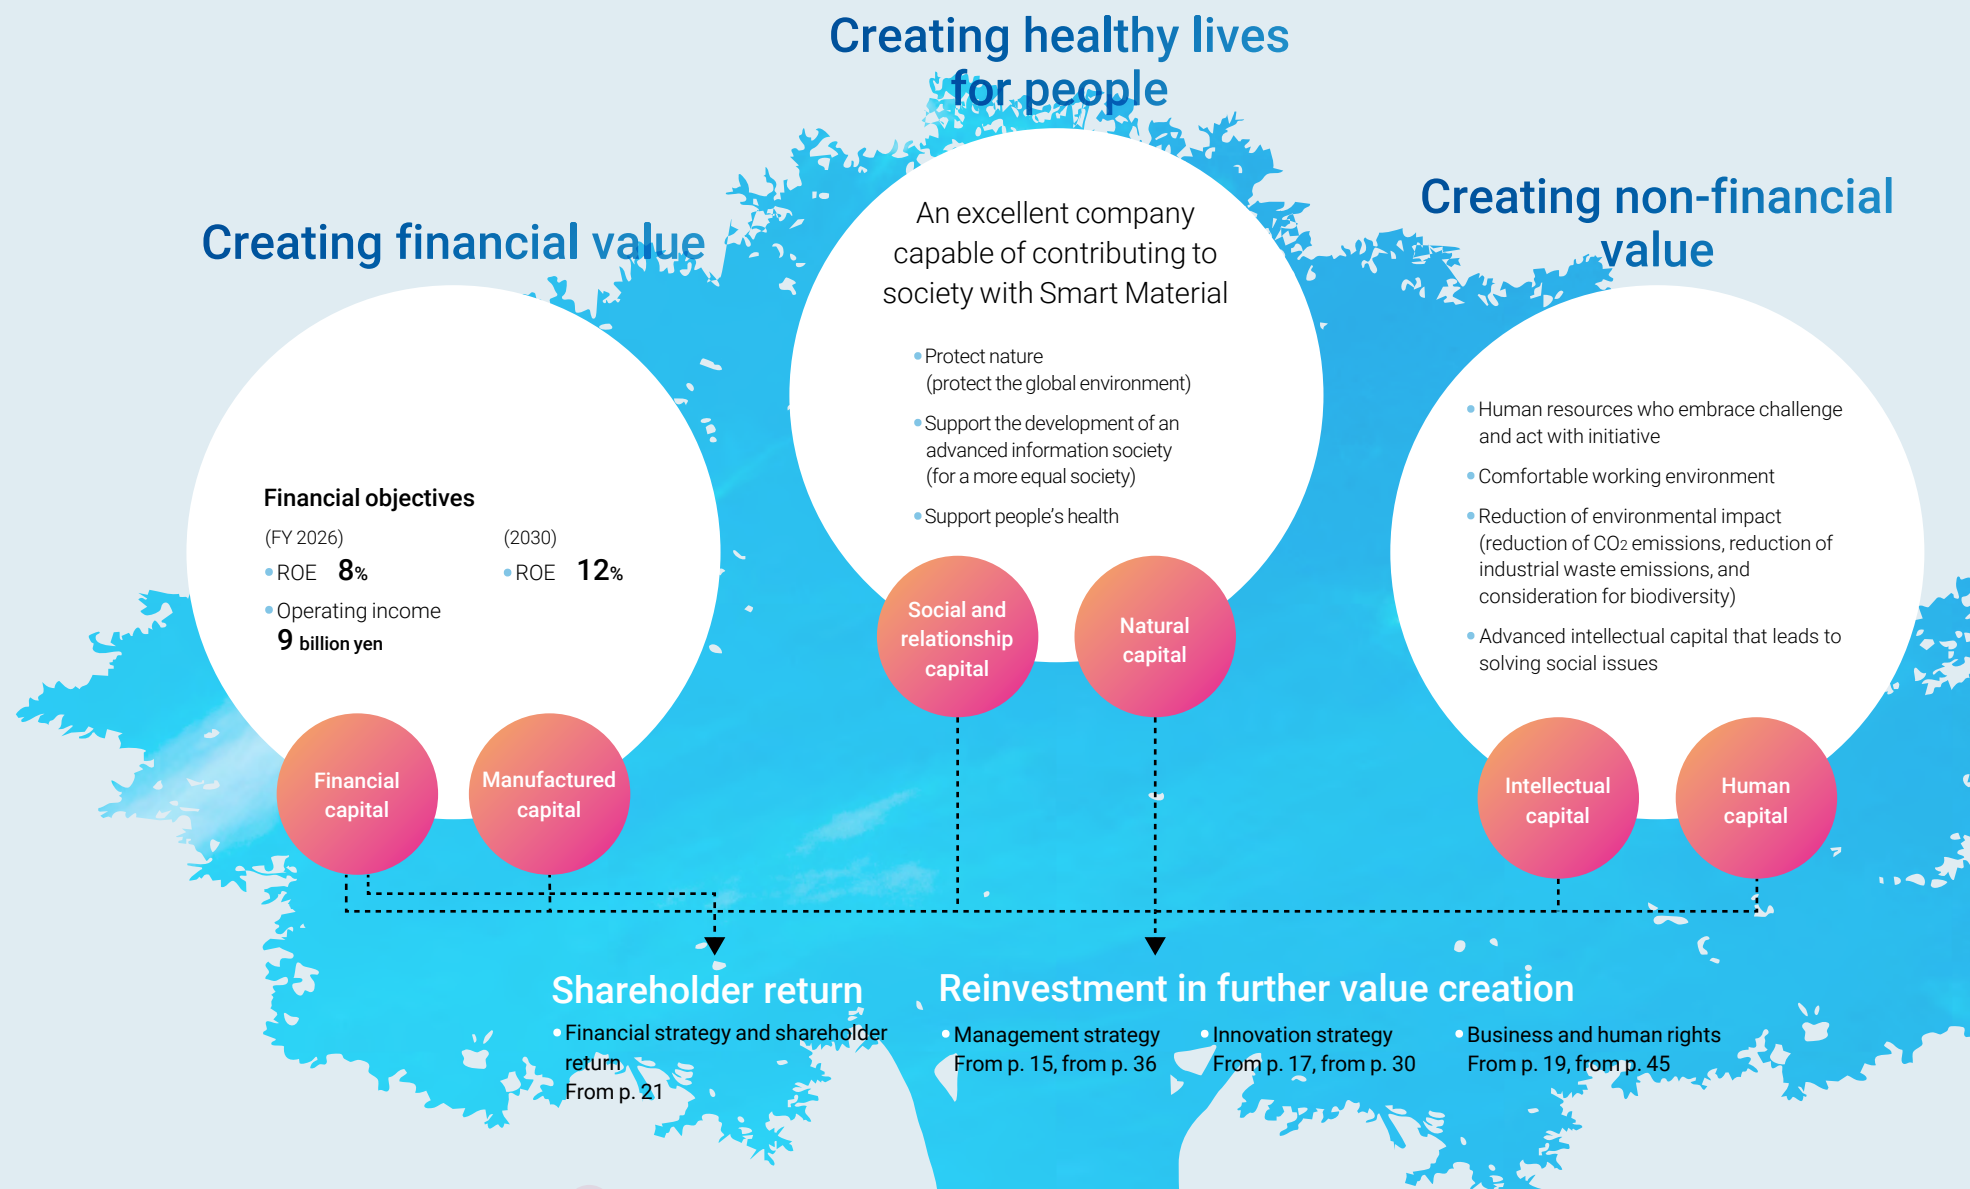 Creating healthy lives
for people
An excellent company
capable of contributing to
society with Smart Material
•Protect nature
(protect the global environment)
•Support the development of an
advanced information society
(for a more equal society)
•Support people's health
Social and
relationship
capital
Natural
capital
Creating financial value
Financial objectives
(FY 2026)
•ROE 8%
•Operating income
9 billion yen
(2030)
•ROE 12%
Financial
capital
Manufactured
capital
Creating non-financial
value
•Human resources who embrace challenge
and act with initiative
•Comfortable working environment
•Reduction of environmental impact
(reduction of CO2 emissions, reduction of
industrial waste emissions, and
consideration for biodiversity)
•Advanced intellectual capital that leads to
solving social issues
Intellectual
capital
Human
capital
Shareholder return
•Financial strategy and shareholder
return
From p. 21
Reinvestment in further value creation
•Management strategy
From p. 15, from p. 36
•Innovation strategy
From p. 17, from p. 30
•Business and human rights
From p. 19, from p. 45